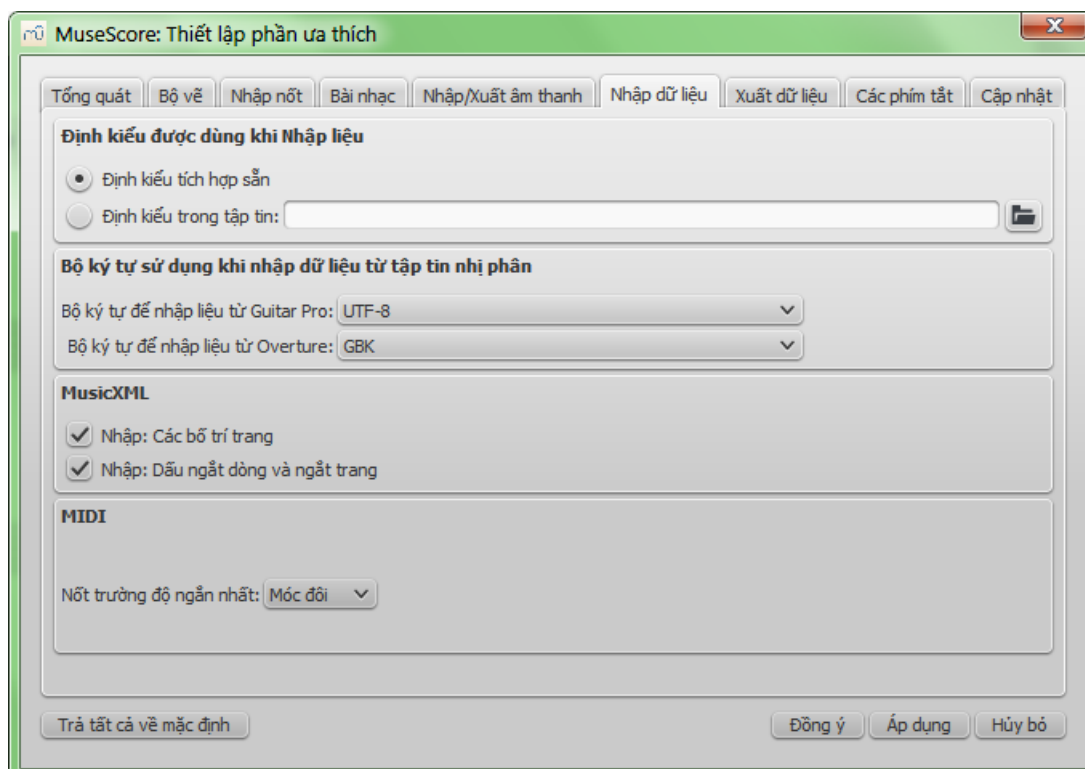 MuseScore: Thiết lập phần ưa thích
Tổng quát Bộ vẽ Nhập nốt Bài nhạc Nhập/Xuất âm thanh Nhập dữ liệu Xuất dữ liệu Các phím tắt Cập nhật
Định kiểu được dùng khi Nhập liệu
Định kiểu tích hợp sẵn
Định kiểu trong tập tin:
Bộ ký tự sử dụng khi nhập dữ liệu từ tập tin nhị phân
Bộ ký tự để nhập liệu từ Guitar Pro: UTF-8
Bộ ký tự để nhập liệu từ Overture: GBK
MusicXML
Nhập: Các bố trí trang
Nhập: Dấu ngắt dòng và ngắt trang
MIDI
Nốt trường độ ngắn nhất: Móc đôi
Trả tất cả về mặc định Đồng ý Áp dụng Hủy bỏ